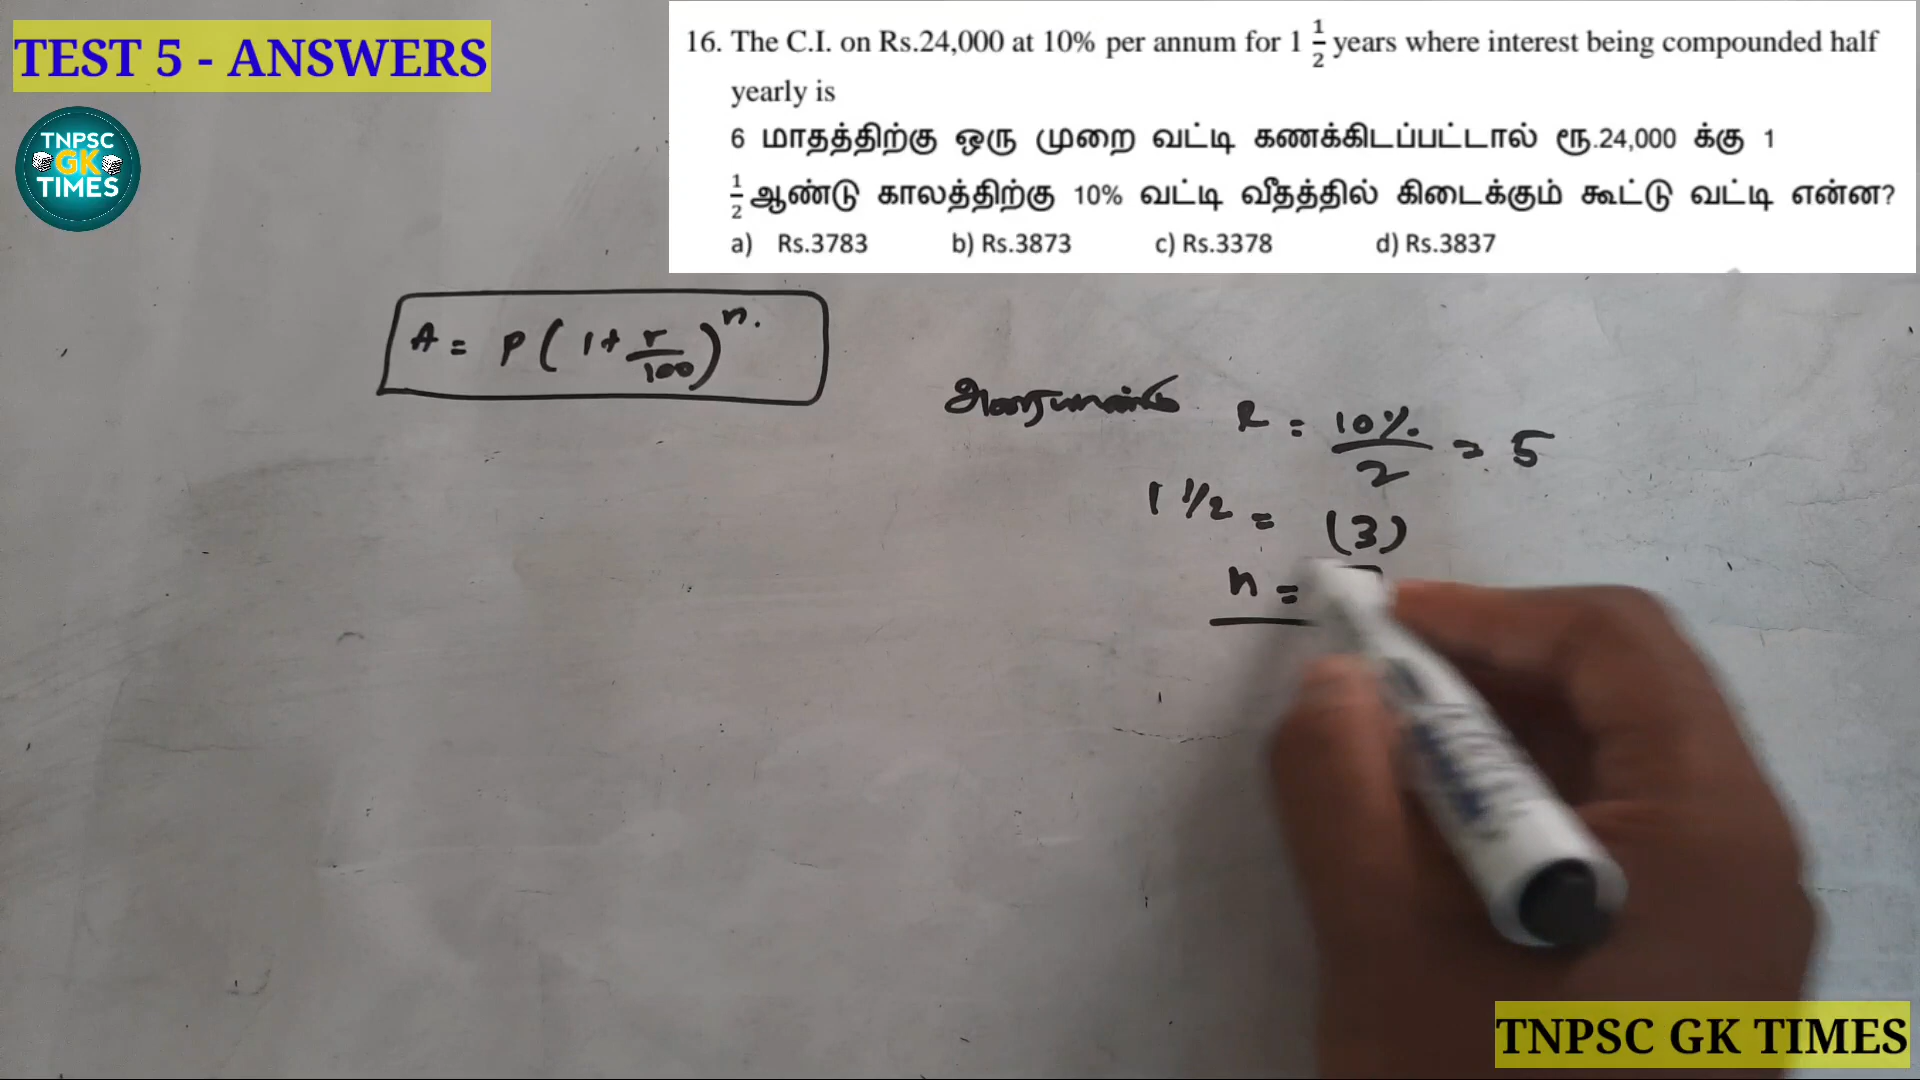 TEST 5 - ANSWERS
TNPSC
GK
TIMES
16. The C.I. on Rs.24,000 at 10% per annum for 1 1/2 years where interest being compounded half
yearly is
6 மாதத்திற்கு ஒரு முறை வட்டி கணக்கிடப்பட்டால் ரூ.24,000 க்கு 1
1/2 ஆண்டு காலத்திற்கு 10% வட்டி வீதத்தில் கிடைக்கும் கூட்டு வட்டி என்ன?
a) Rs.3783 b) Rs.3873 c) Rs.3378 d) Rs.3837
A = P(1+r/100)^n.
அரையாண்டு R = 10%/2 = 5
1 1/2 = (3)
n =
TNPSC GK TIMES